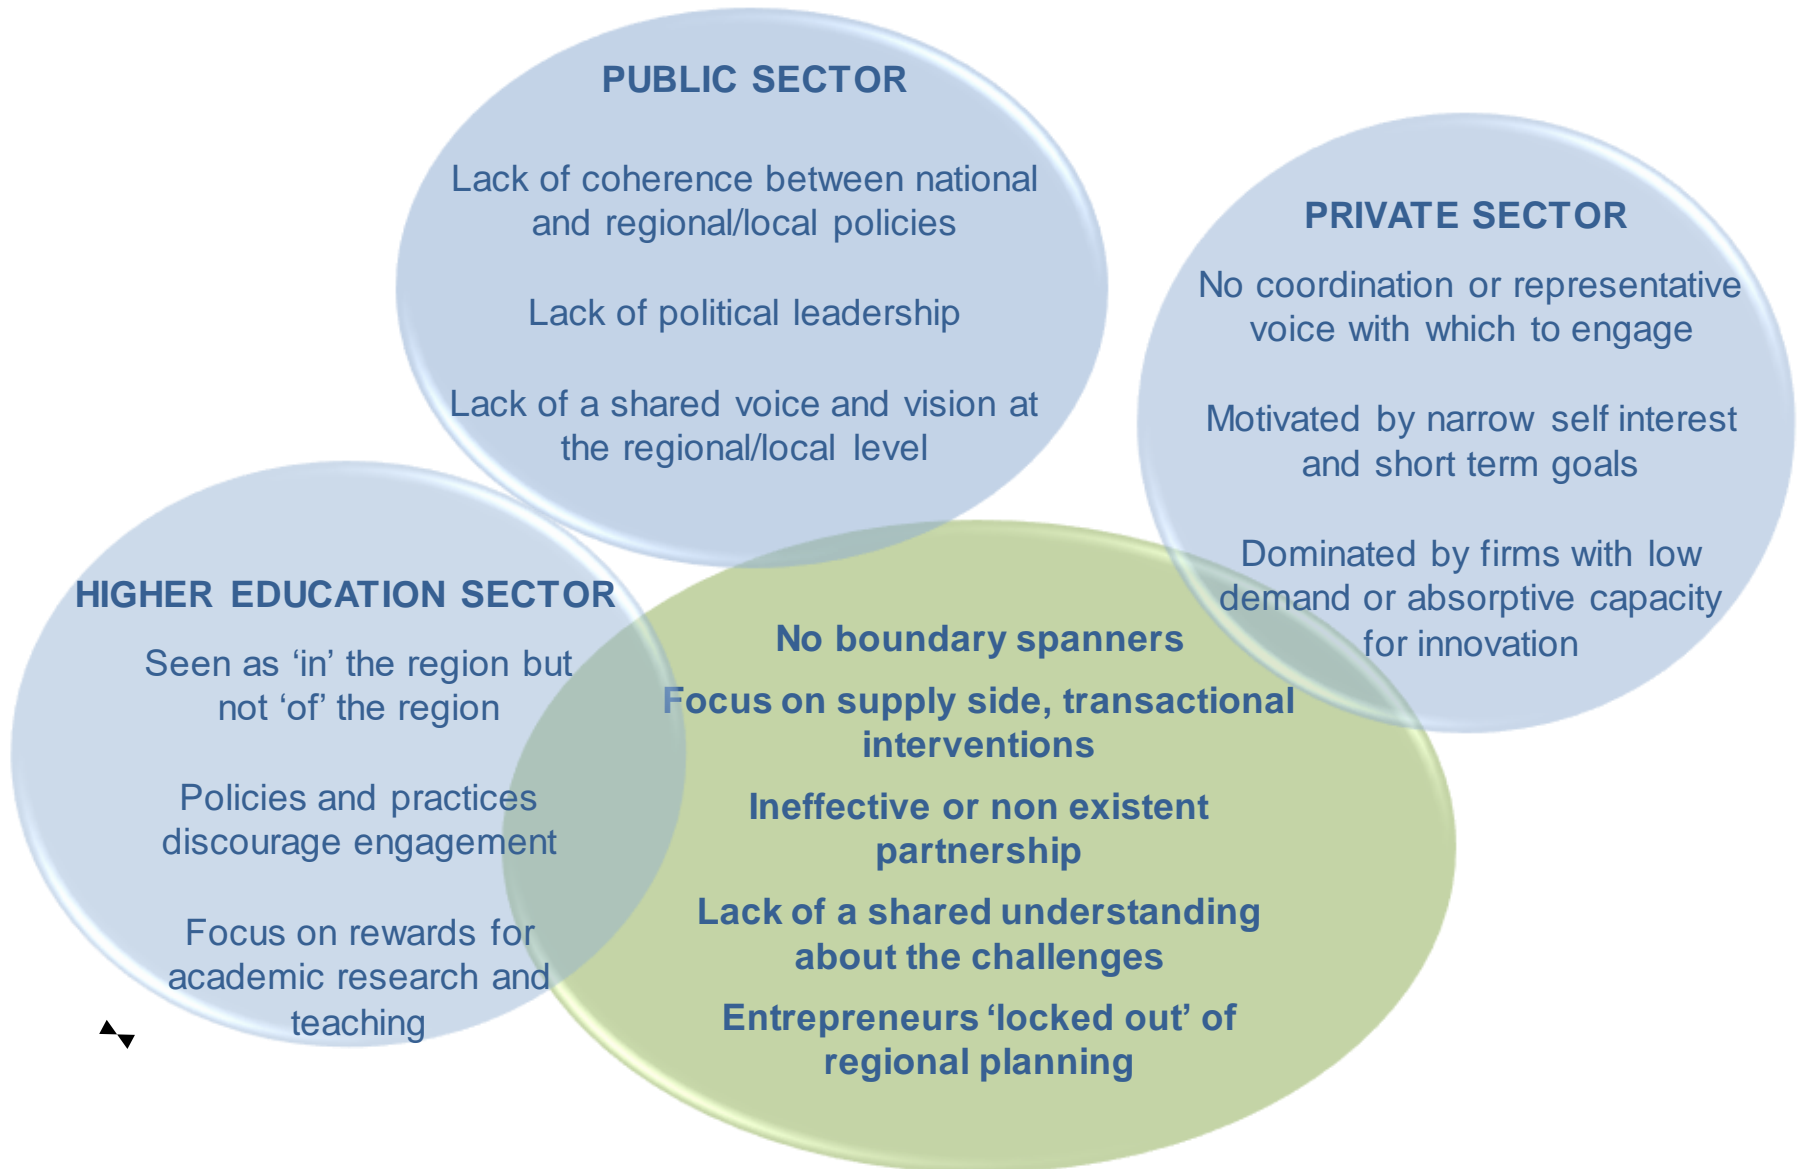 PUBLIC SECTOR
Lack of coherence between national
and regional/local policies
Lack of political leadership
Lack of a shared voice and vision at
the regional/local level
PRIVATE SECTOR
No coordination or representative
voice with which to engage
Motivated by narrow self interest
and short term goals
Dominated by firms with low
demand or absorptive capacity
for innovation
HIGHER EDUCATION SECTOR
Seen as ‘in’ the region but
not ‘of’ the region
Policies and practices
discourage engagement
Focus on rewards for
academic research and
teaching
No boundary spanners
Focus on supply side, transactional
interventions
Ineffective or non existent
partnership
Lack of a shared understanding
about the challenges
Entrepreneurs ‘locked out’ of
regional planning